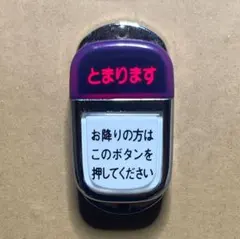 とまります
お降りの方は
このボタンを
押してください